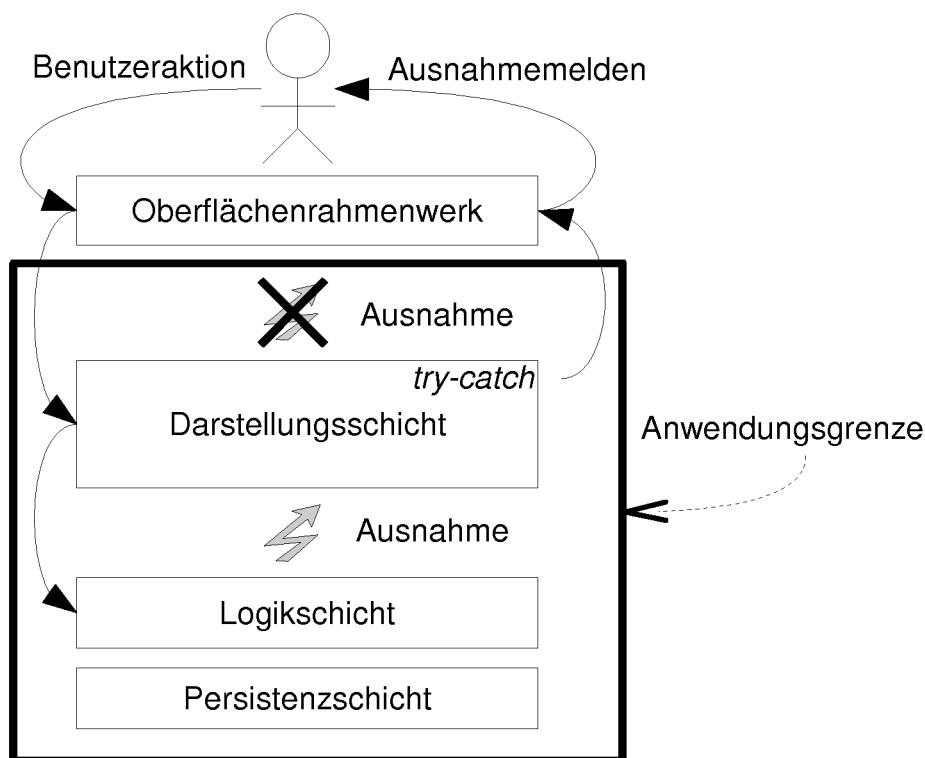 Benutzeraktion
Ausnahmemelden
Oberflächenrahmenwerk
Ausnahme
try-catch
Darstellungsschicht
Anwendungsgrenze
Ausnahme
Logikschicht
Persistenzschicht